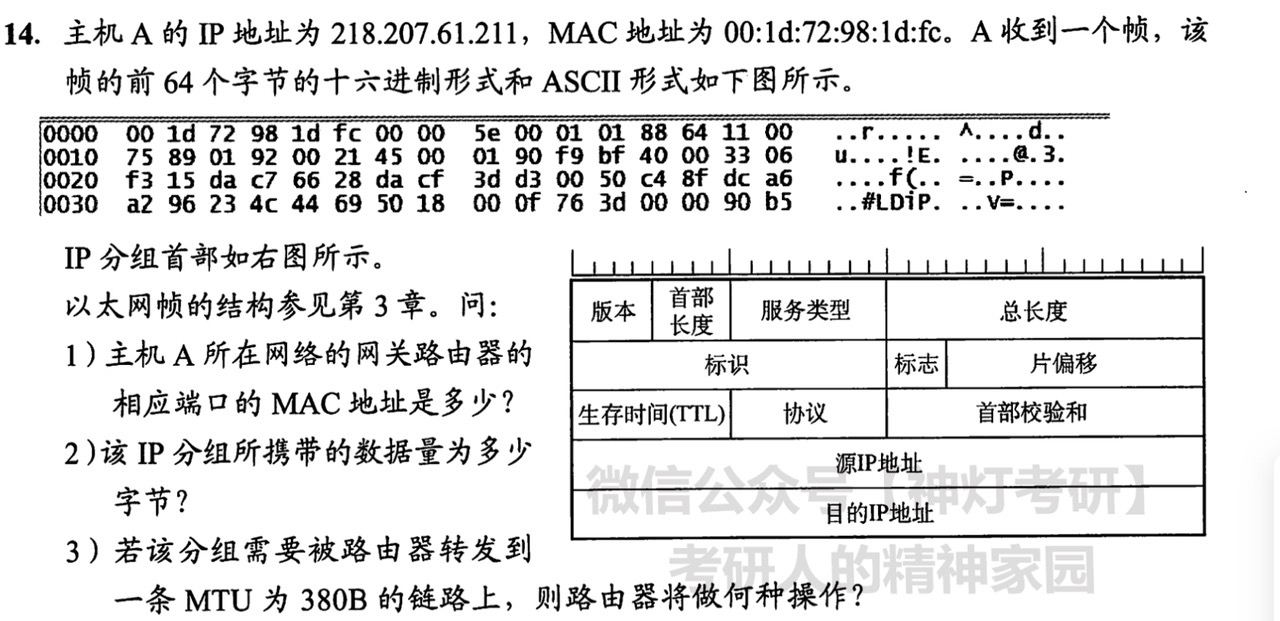 14. 主机 A 的 IP 地址为 218.207.61.211，MAC 地址为 00:1d:72:98:1d:fc。A 收到一个帧，该
帧的前 64 个字节的十六进制形式和 ASCII 形式如下图所示。
0000 00 1d 72 98 1d fc 00 00 5e 00 01 01 88 64 11 00 ..r..... ^....d..
0010 75 89 01 92 00 21 45 00 01 90 f9 bf 40 00 33 06 u....!E. ....@.3.
0020 f3 15 da c7 66 28 da cf 3d d3 00 50 c4 8f dc a6 ....f(.. =..P....
0030 a2 96 23 4c 44 69 50 18 00 0f 76 3d 00 00 90 b5 ..#LDiP. ..v=....
IP 分组首部如右图所示。
以太网帧的结构参见第 3 章。问：
1）主机 A 所在网络的网关路由器的
相应端口的 MAC 地址是多少？
2）该 IP 分组所携带的数据量为多少
字节？
3）若该分组需要被路由器转发到
一条 MTU 为 380B 的链路上，则路由器将做何种操作？
版本 首部长度 服务类型 总长度
标识 标志 片偏移
生存时间(TTL) 协议 首部校验和
源IP地址
目的IP地址
微信公众号【神灯考研】
考研人的精神家园